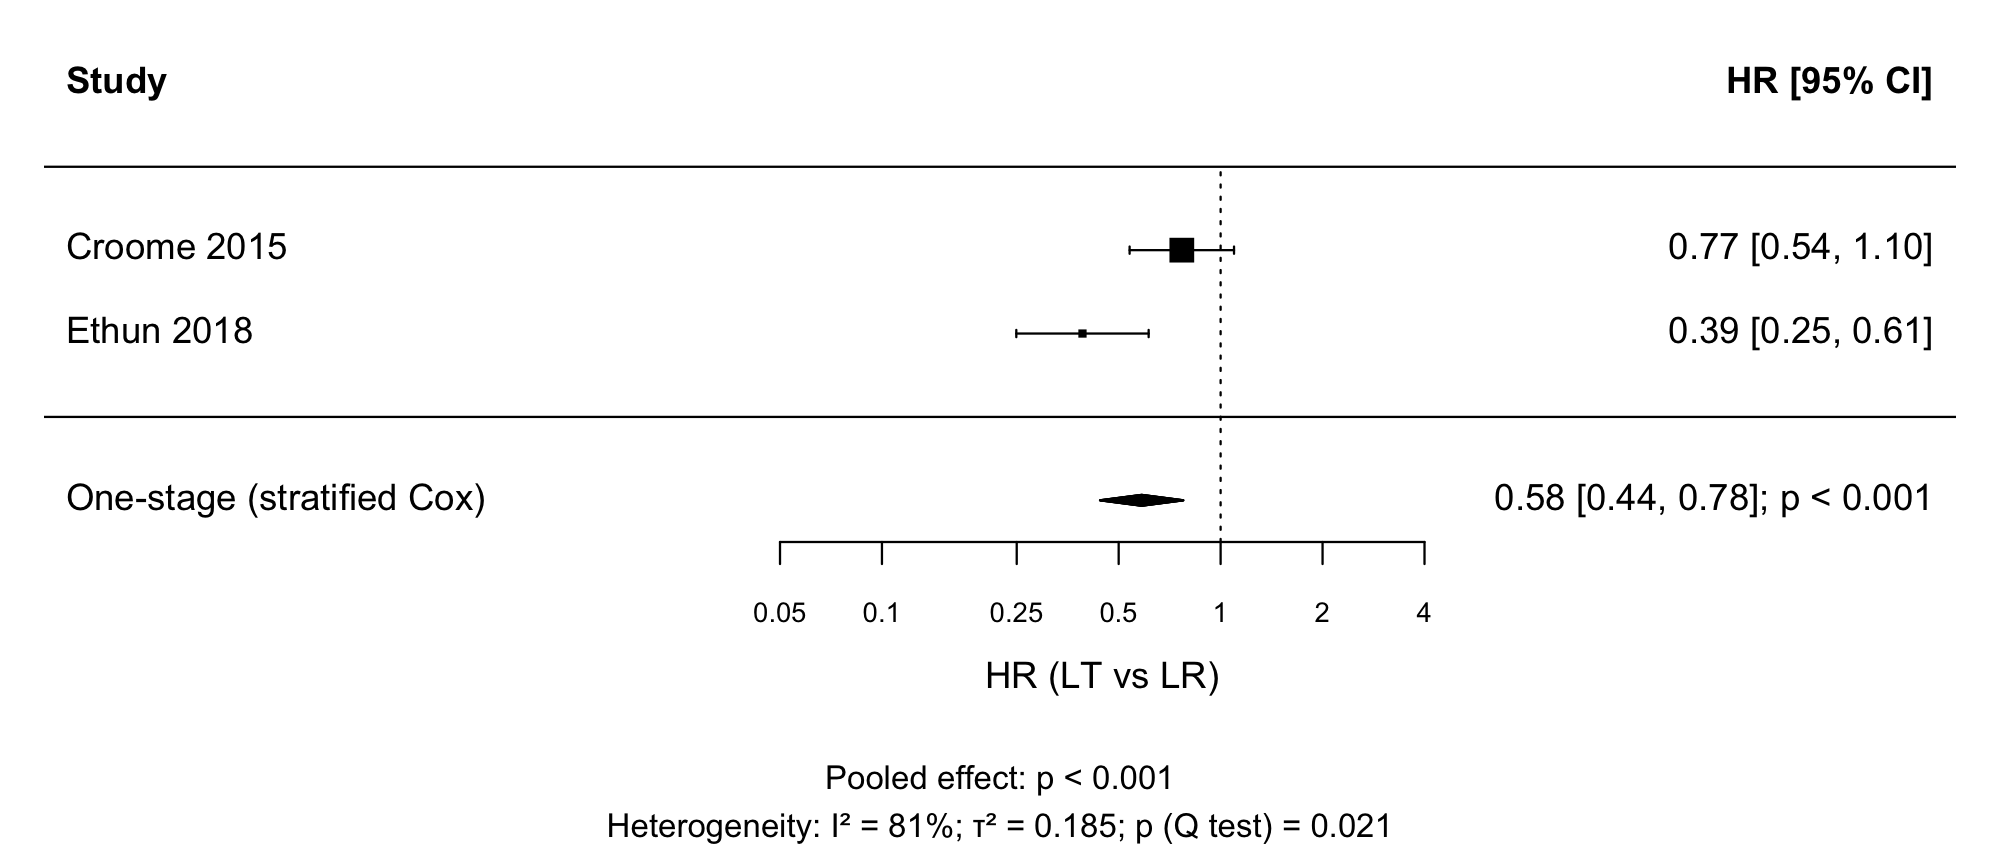 Study HR [95% CI]
Croome 2015 0.77 [0.54, 1.10]
Ethun 2018 0.39 [0.25, 0.61]
One-stage (stratified Cox) 0.58 [0.44, 0.78]; p < 0.001
0.05 0.1 0.25 0.5 1 2 4
HR (LT vs LR)
Pooled effect: p < 0.001
Heterogeneity: I² = 81%; τ² = 0.185; p (Q test) = 0.021